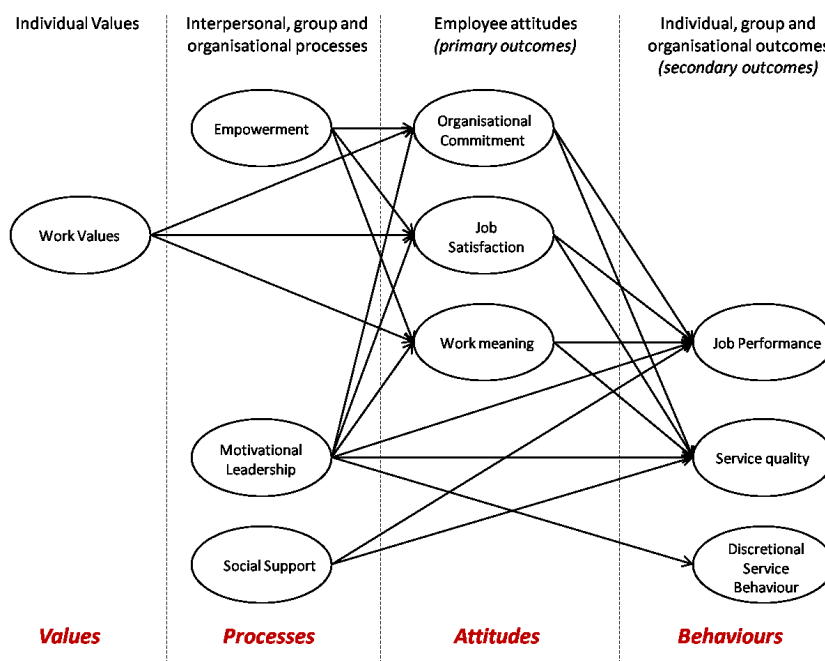 Individual Values
Interpersonal, group and
organisational processes
Employee attitudes
(primary outcomes)
Individual, group and
organisational outcomes
(secondary outcomes)
Empowerment
Organisational
Commitment
Work Values
Job
Satisfaction
Work meaning
Job Performance
Motivational
Leadership
Service quality
Social Support
Discretional
Service
Behaviour
Values
Processes
Attitudes
Behaviours